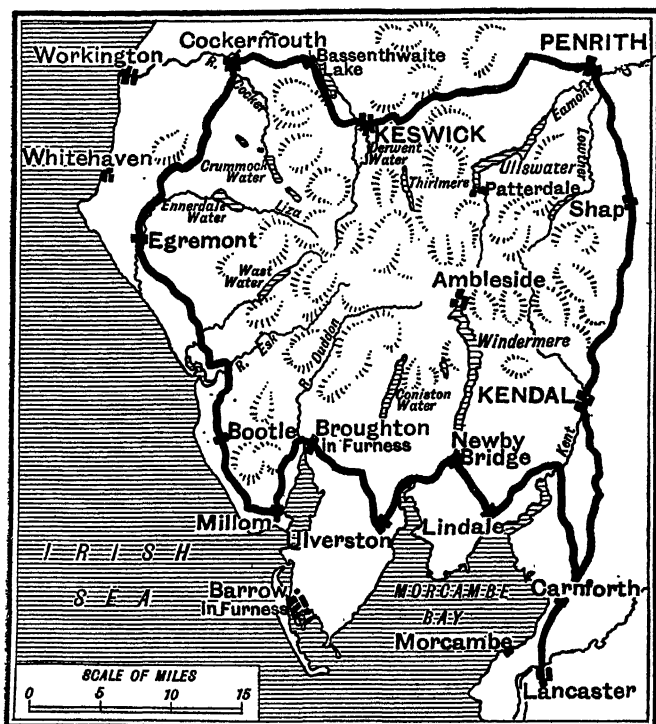 Workington
Cockermouth
Bassenthwaite
Lake
PENRITH
R.
Cocker
Eamont
Lowther
KESWICK
Derwent
Water
Whitehaven
Crummock
Water
Thirlmere
Ullswater
Patterdale
Shap
Ennerdale
Water
Liza
Egremont
Wast
Water
Ambleside
R. Esk
R. Duddon
Windermere
Coniston
Water
KENDAL
Bootle
Broughton
in Furness
Newby
Bridge
Kent
Millom
Ulverston
Lindale
IRISH
SEA
Barrow
in Furness
MORCAMBE
BAY
Carnforth
Morcambe
Lancaster
SCALE OF MILES
0 5 10 15